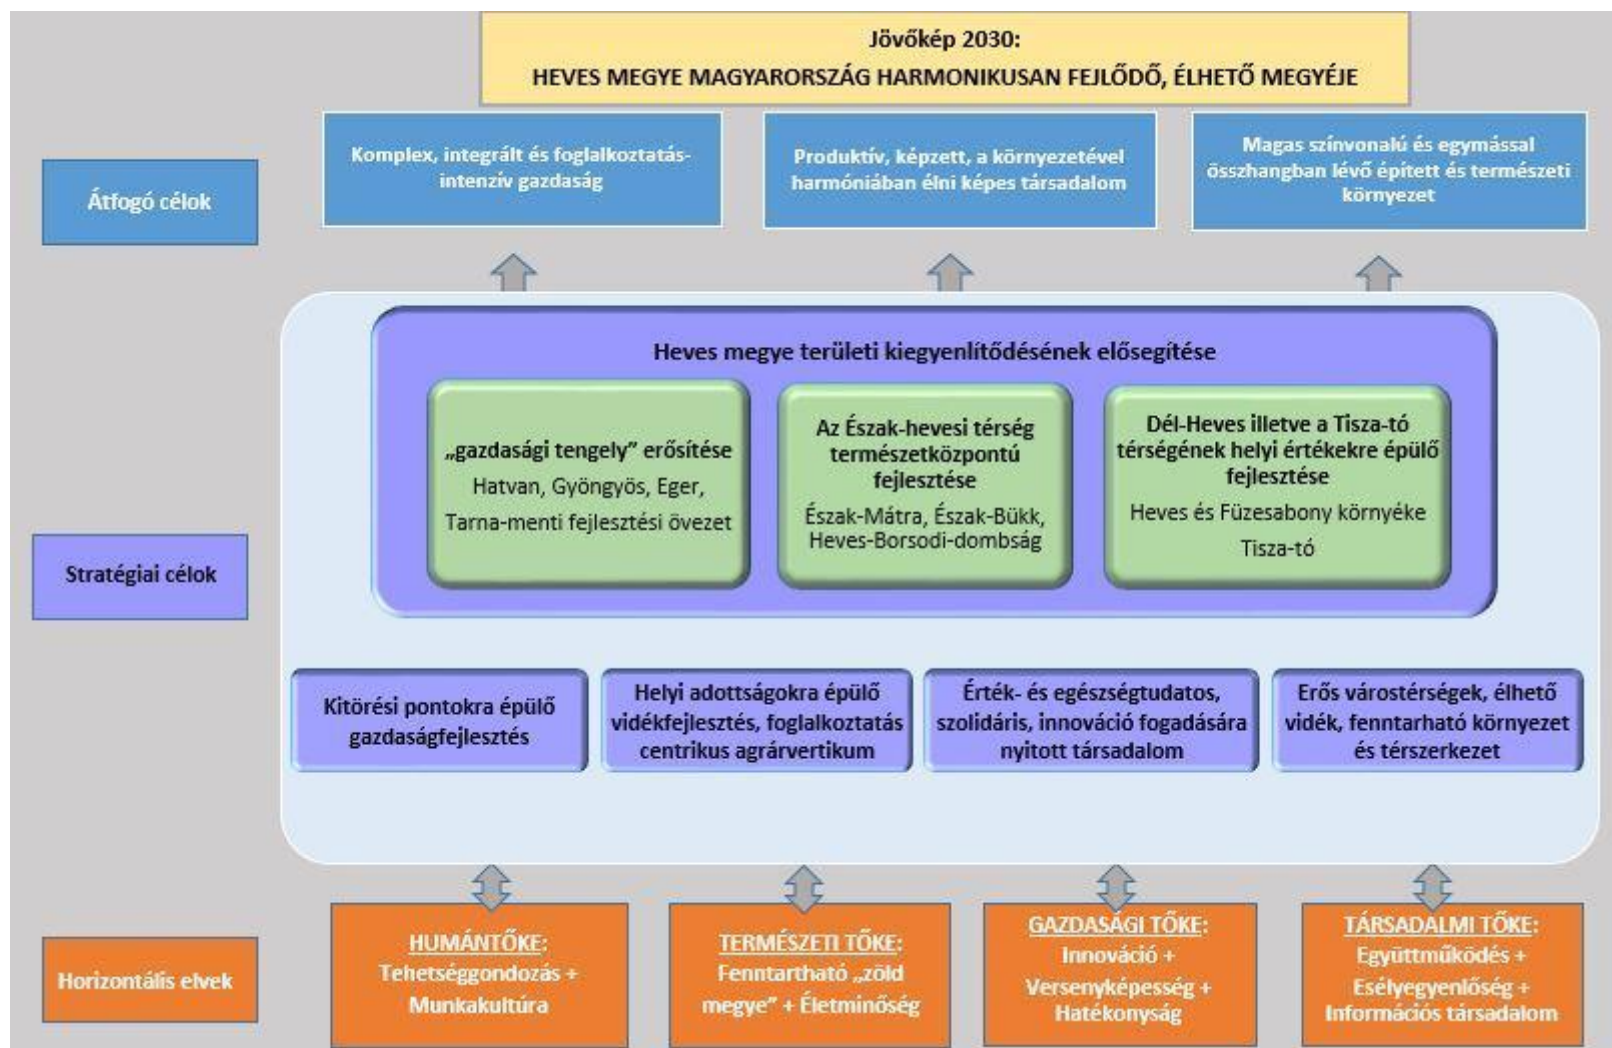 Jövőkép 2030:
HEVES MEGYE MAGYARORSZÁG HARMONIKUSAN FEJLŐDŐ, ÉLHETŐ MEGYÉJE
Átfogó célok
Komplex, integrált és foglalkoztatás-
intenzív gazdaság
Produktív, képzett, a környezetével
harmóniában élni képes társadalom
Magas színvonalú és egymással
összhangban lévő épített és természeti
környezet
Stratégiai célok
Heves megye területi kiegyenlítődésének elősegítése
„gazdasági tengely” erősítése
Hatvan, Gyöngyös, Eger,
Tarna-menti fejlesztési övezet
Az Észak-hevesi térség
természetközpontú
fejlesztése
Észak-Mátra, Észak-Bükk,
Heves-Borsodi-dombság
Dél-Heves illetve a Tisza-tó
térségének helyi értékekre épülő
fejlesztése
Heves és Füzesabony környéke
Tisza-tó
Kitörési pontokra épülő
gazdaságfejlesztés
Helyi adottságokra épülő
vidékfejlesztés, foglalkoztatás
centrikus agrárvertikum
Érték- és egészségtudatos,
szolidáris, innováció fogadására
nyitott társadalom
Erős várostérségek, élhető
vidék, fenntarható környezet
és térszerkezet
Horizontális elvek
HUMÁNTŐKE:
Tehetséggondozás +
Munkakultúra
TERMÉSZETI TŐKE:
Fenntartható „zöld
megye” + Életminőség
GAZDASÁGI TŐKE:
Innováció +
Versenyképesség +
Hatékonyság
TÁRSADALMI TŐKE:
Együttműködés +
Esélyegyenlőség +
Információs társadalom